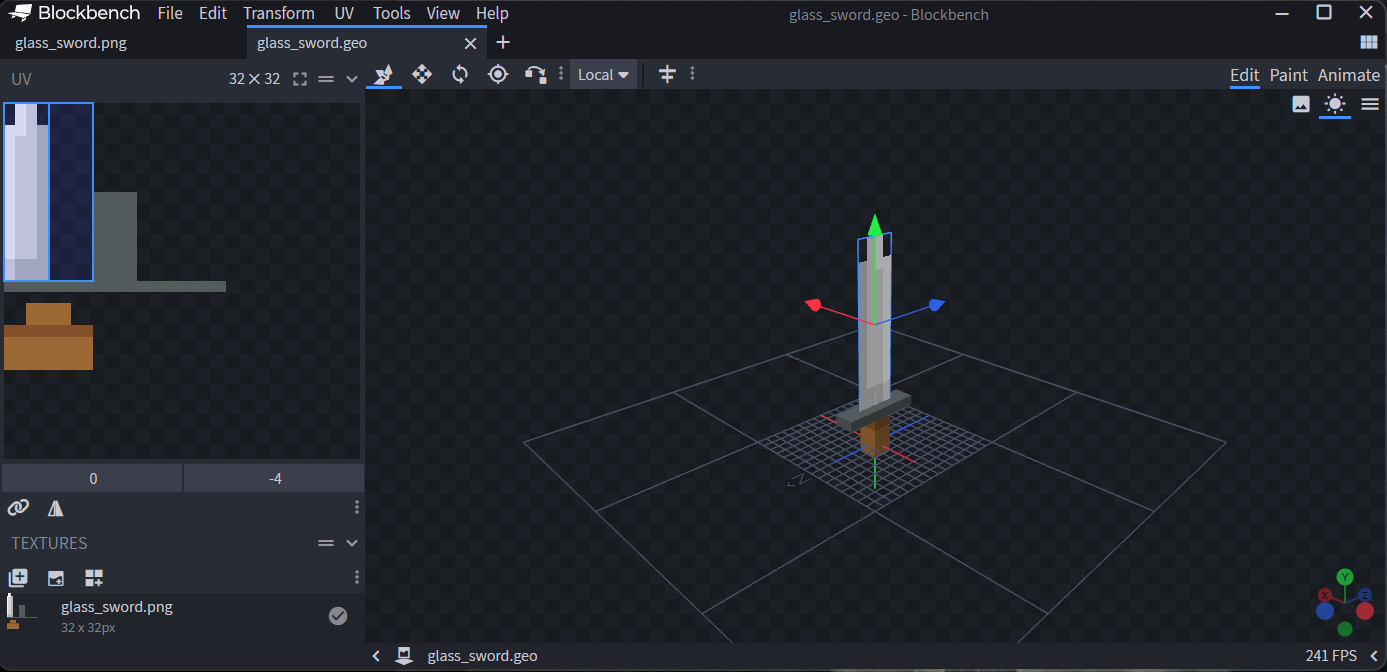 Blockbench File Edit Transform UV Tools View Help
glass_sword.geo - Blockbench
glass_sword.png
glass_sword.geo
UV
32 × 32
Local
Edit Paint Animate
0
-4
TEXTURES
glass_sword.png
32 x 32px
Y
X
Z
glass_sword.geo
241 FPS